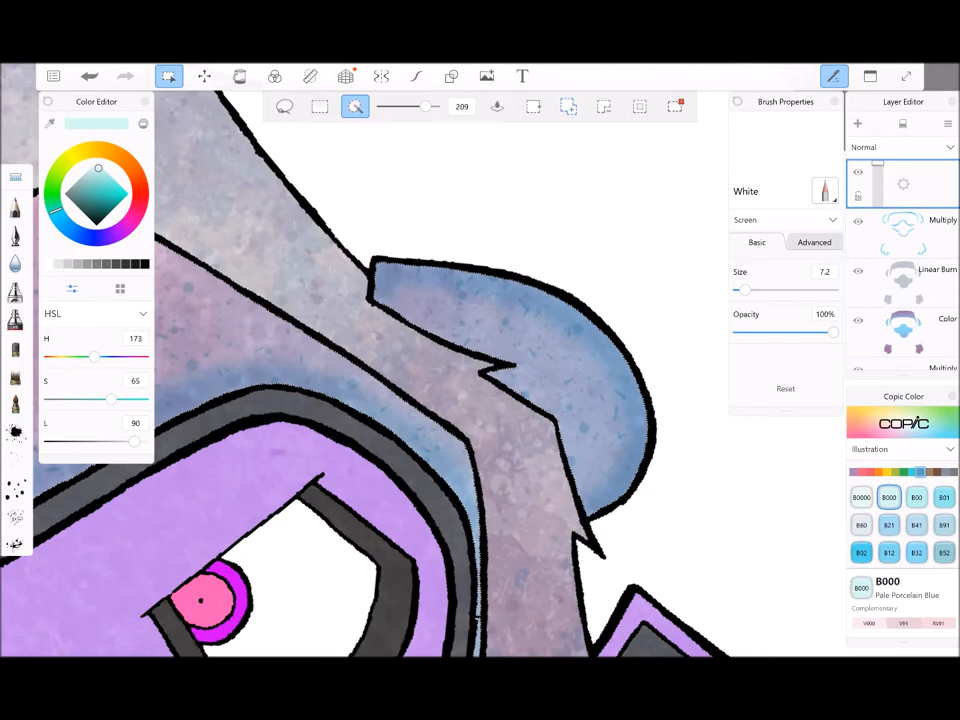 T
Color Editor
209
Brush Properties
Layer Editor
Normal
White
Multiply
Screen
Basic
Advanced
Linear Burn
Size
7.2
HSL
Opacity
100%
Color
H
173
Multiply
S
65
Reset
Copic Color
L
90
COPIC
Illustration
B0000
B000
B00
B01
B60
B21
B41
B91
B02
B12
B32
B52
B000
B000
Pale Porcelain Blue
Complementary
V000
V91
RV91